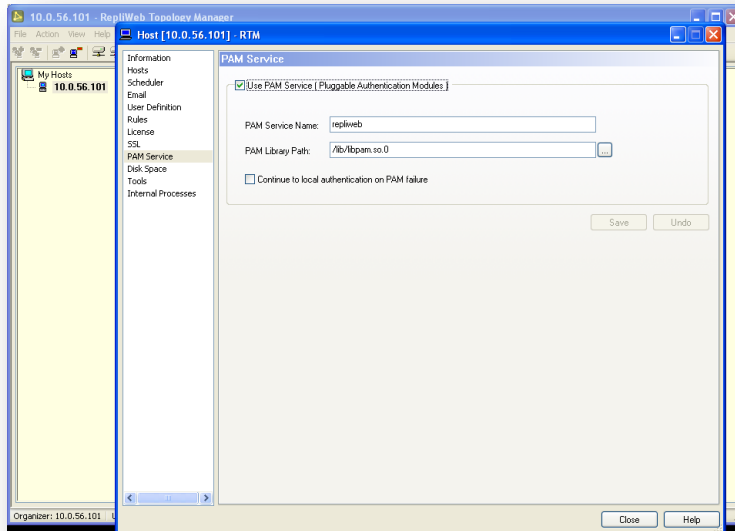 10.0.56.101 - RepliWeb Topology Manager
File Action View Help
My Hosts
10.0.56.101
Organizer: 10.0.56.101
Host [10.0.56.101] - RTM
Information
Hosts
Scheduler
Email
User Definition
Rules
License
SSL
PAM Service
Disk Space
Tools
Internal Processes
PAM Service
Use PAM Service ( Pluggable Authentication Modules )
PAM Service Name: repliweb
PAM Library Path: /lib/libpam.so.0 ...
Continue to local authentication on PAM failure
Save Undo
Close Help